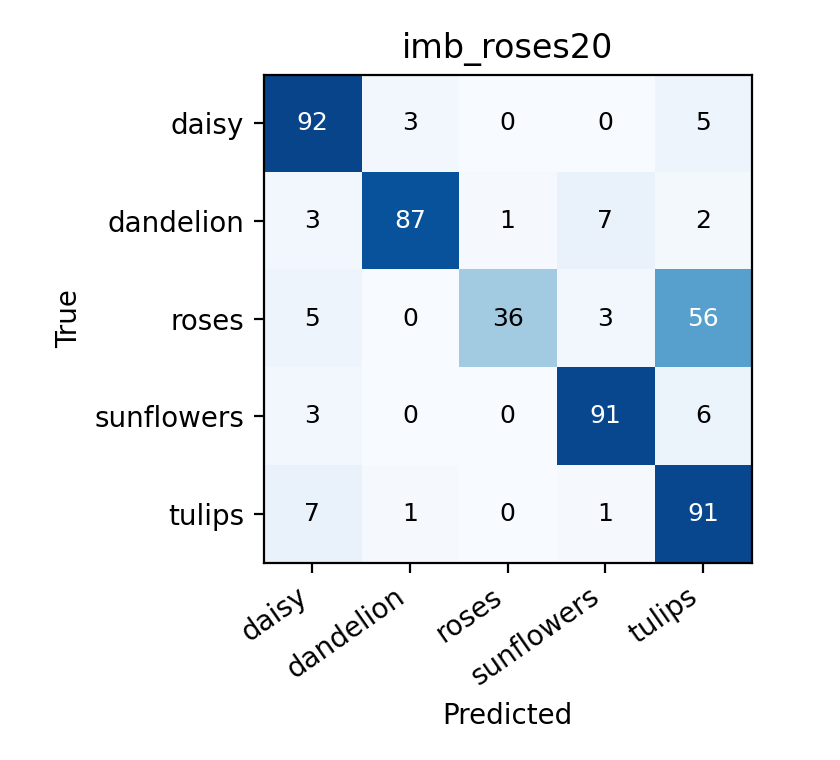 imb_roses20
daisy 92 3 0 0 5
dandelion 3 87 1 7 2
roses 5 0 36 3 56
sunflowers 3 0 0 91 6
tulips 7 1 0 1 91
True
daisy dandelion roses sunflowers tulips
Predicted